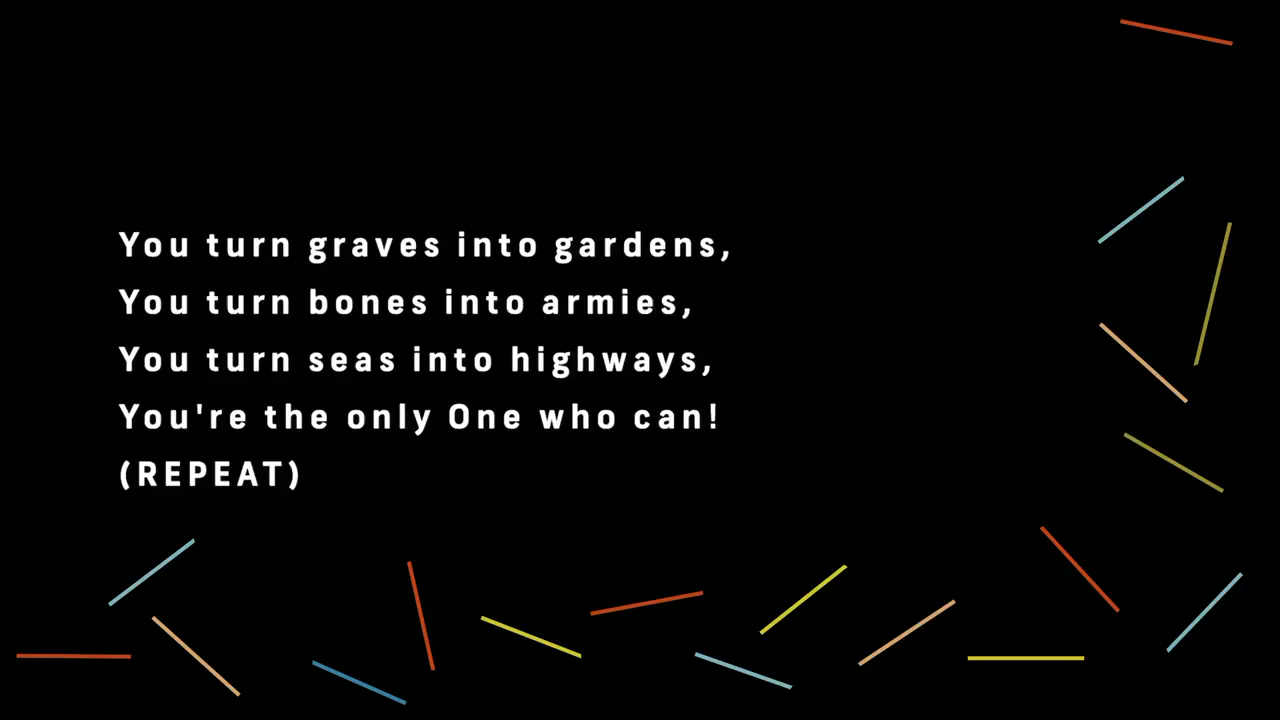 You turn graves into gardens,
You turn bones into armies,
You turn seas into highways,
You're the only One who can!
(REPEAT)